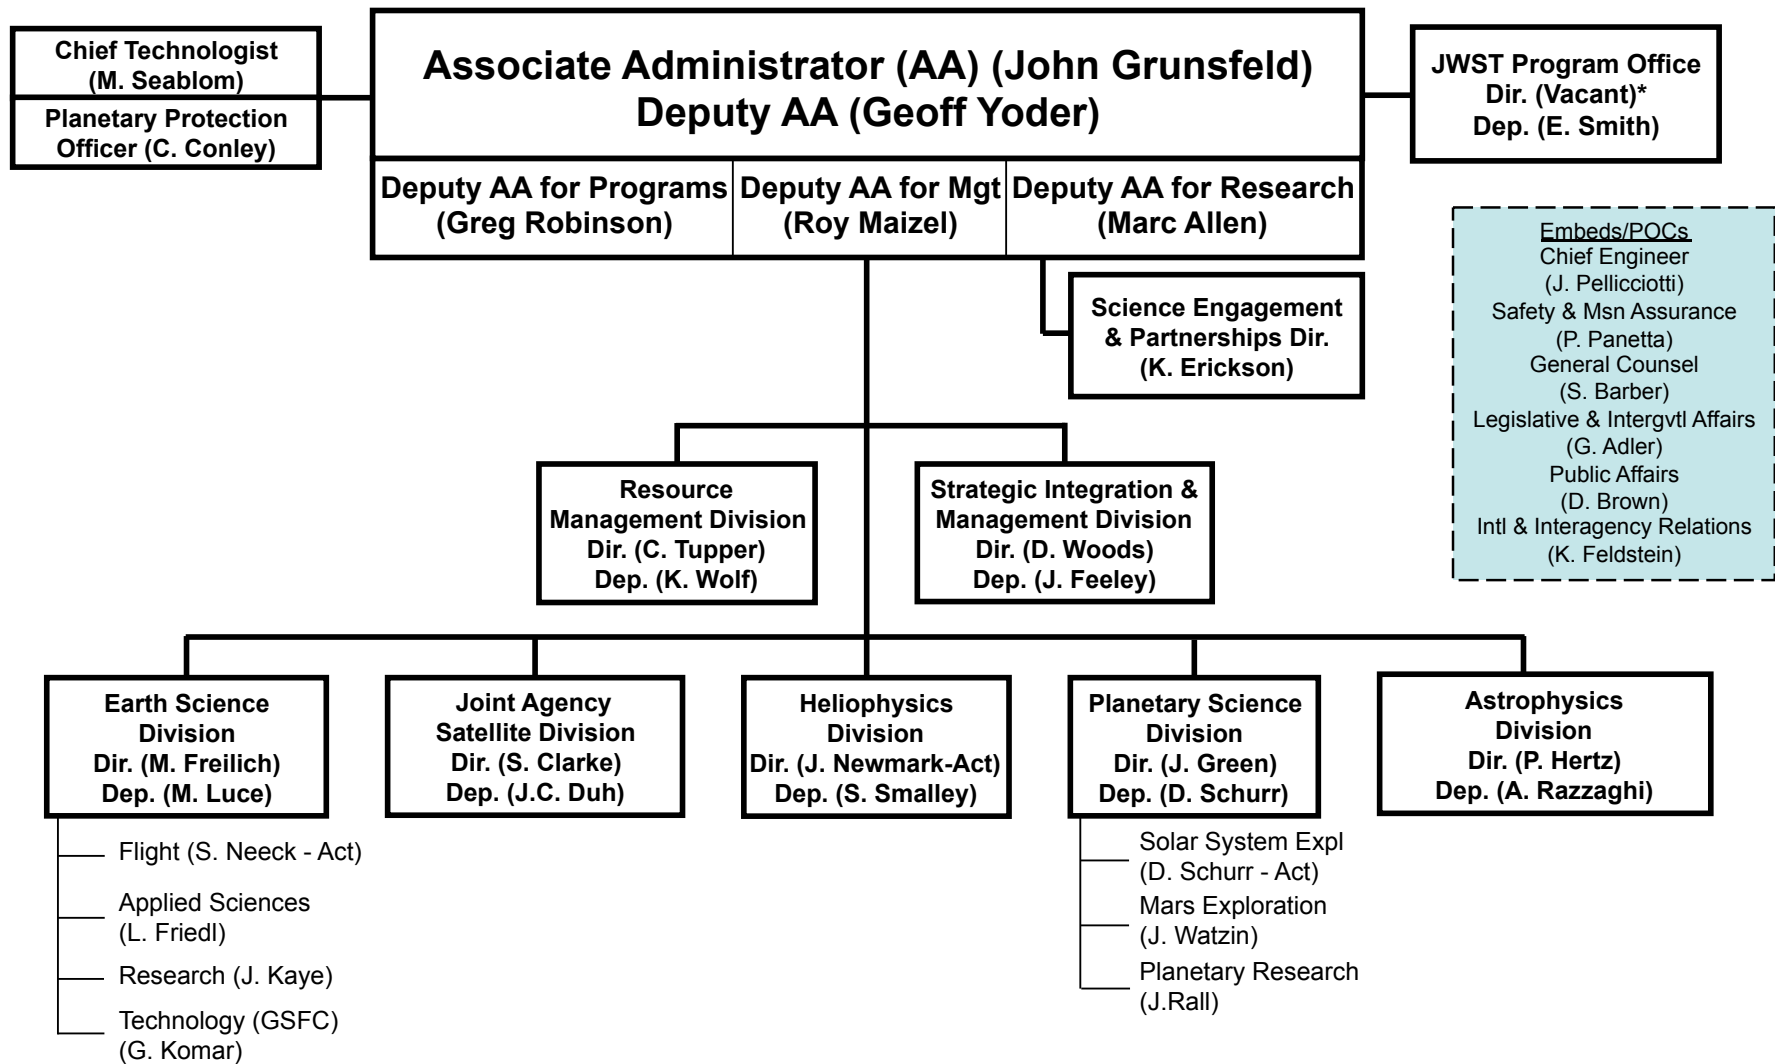 Chief Technologist
(M. Seablom)
Planetary Protection
Officer (C. Conley)
Associate Administrator (AA) (John Grunsfeld)
Deputy AA (Geoff Yoder)
JWST Program Office
Dir. (Vacant)*
Dep. (E. Smith)
Deputy AA for Programs
(Greg Robinson)
Deputy AA for Mgt
(Roy Maizel)
Deputy AA for Research
(Marc Allen)
Science Engagement
& Partnerships Dir.
(K. Erickson)
Embeds/POCs
Chief Engineer
(J. Pellicciotti)
Safety & Msn Assurance
(P. Panetta)
General Counsel
(S. Barber)
Legislative & Intergvtl Affairs
(G. Adler)
Public Affairs
(D. Brown)
Intl & Interagency Relations
(K. Feldstein)
Resource
Management Division
Dir. (C. Tupper)
Dep. (K. Wolf)
Strategic Integration &
Management Division
Dir. (D. Woods)
Dep. (J. Feeley)
Earth Science
Division
Dir. (M. Freilich)
Dep. (M. Luce)
Flight (S. Neeck - Act)
Applied Sciences
(L. Friedl)
Research (J. Kaye)
Technology (GSFC)
(G. Komar)
Joint Agency
Satellite Division
Dir. (S. Clarke)
Dep. (J.C. Duh)
Heliophysics
Division
Dir. (J. Newmark-Act)
Dep. (S. Smalley)
Planetary Science
Division
Dir. (J. Green)
Dep. (D. Schurr)
Solar System Expl
(D. Schurr - Act)
Mars Exploration
(J. Watzin)
Planetary Research
(J.Rall)
Astrophysics
Division
Dir. (P. Hertz)
Dep. (A. Razzaghi)